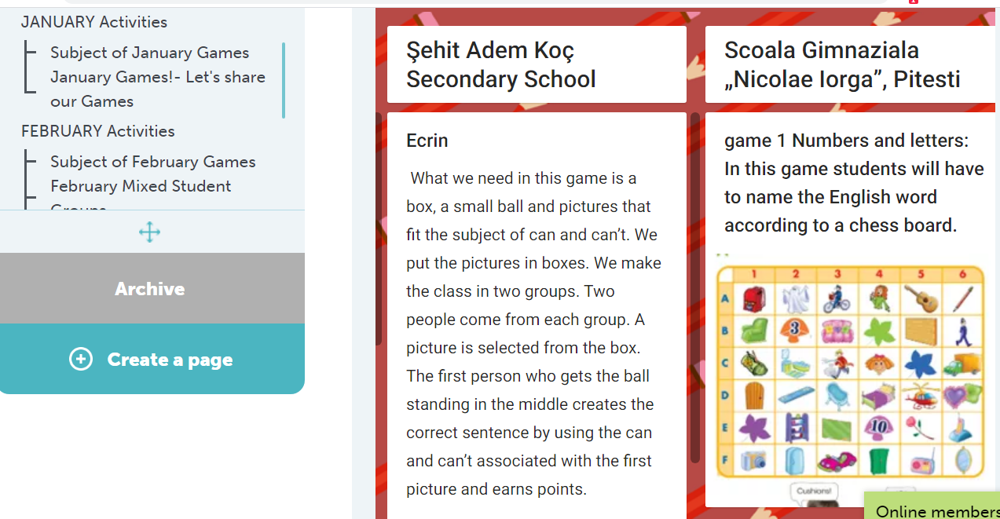 JANUARY Activities
Subject of January Games
January Games!- Let's share
our Games
FEBRUARY Activities
Subject of February Games
February Mixed Student
Groups
Archive
Create a page
Şehit Adem Koç
Secondary School
Ecrin
What we need in this game is a
box, a small ball and pictures that
fit the subject of can and can’t. We
put the pictures in boxes. We make
the class in two groups. Two
people come from each group. A
picture is selected from the box.
The first person who gets the ball
standing in the middle creates the
correct sentence by using the can
and can’t associated with the first
picture and earns points.
Scoala Gimnaziala
„Nicolae Iorga”, Pitesti
game 1 Numbers and letters:
In this game students will have
to name the English word
according to a chess board.
1 2 3 4 5 6
A
B 3
C
D
E 10
F
Cushions!
Online members
1